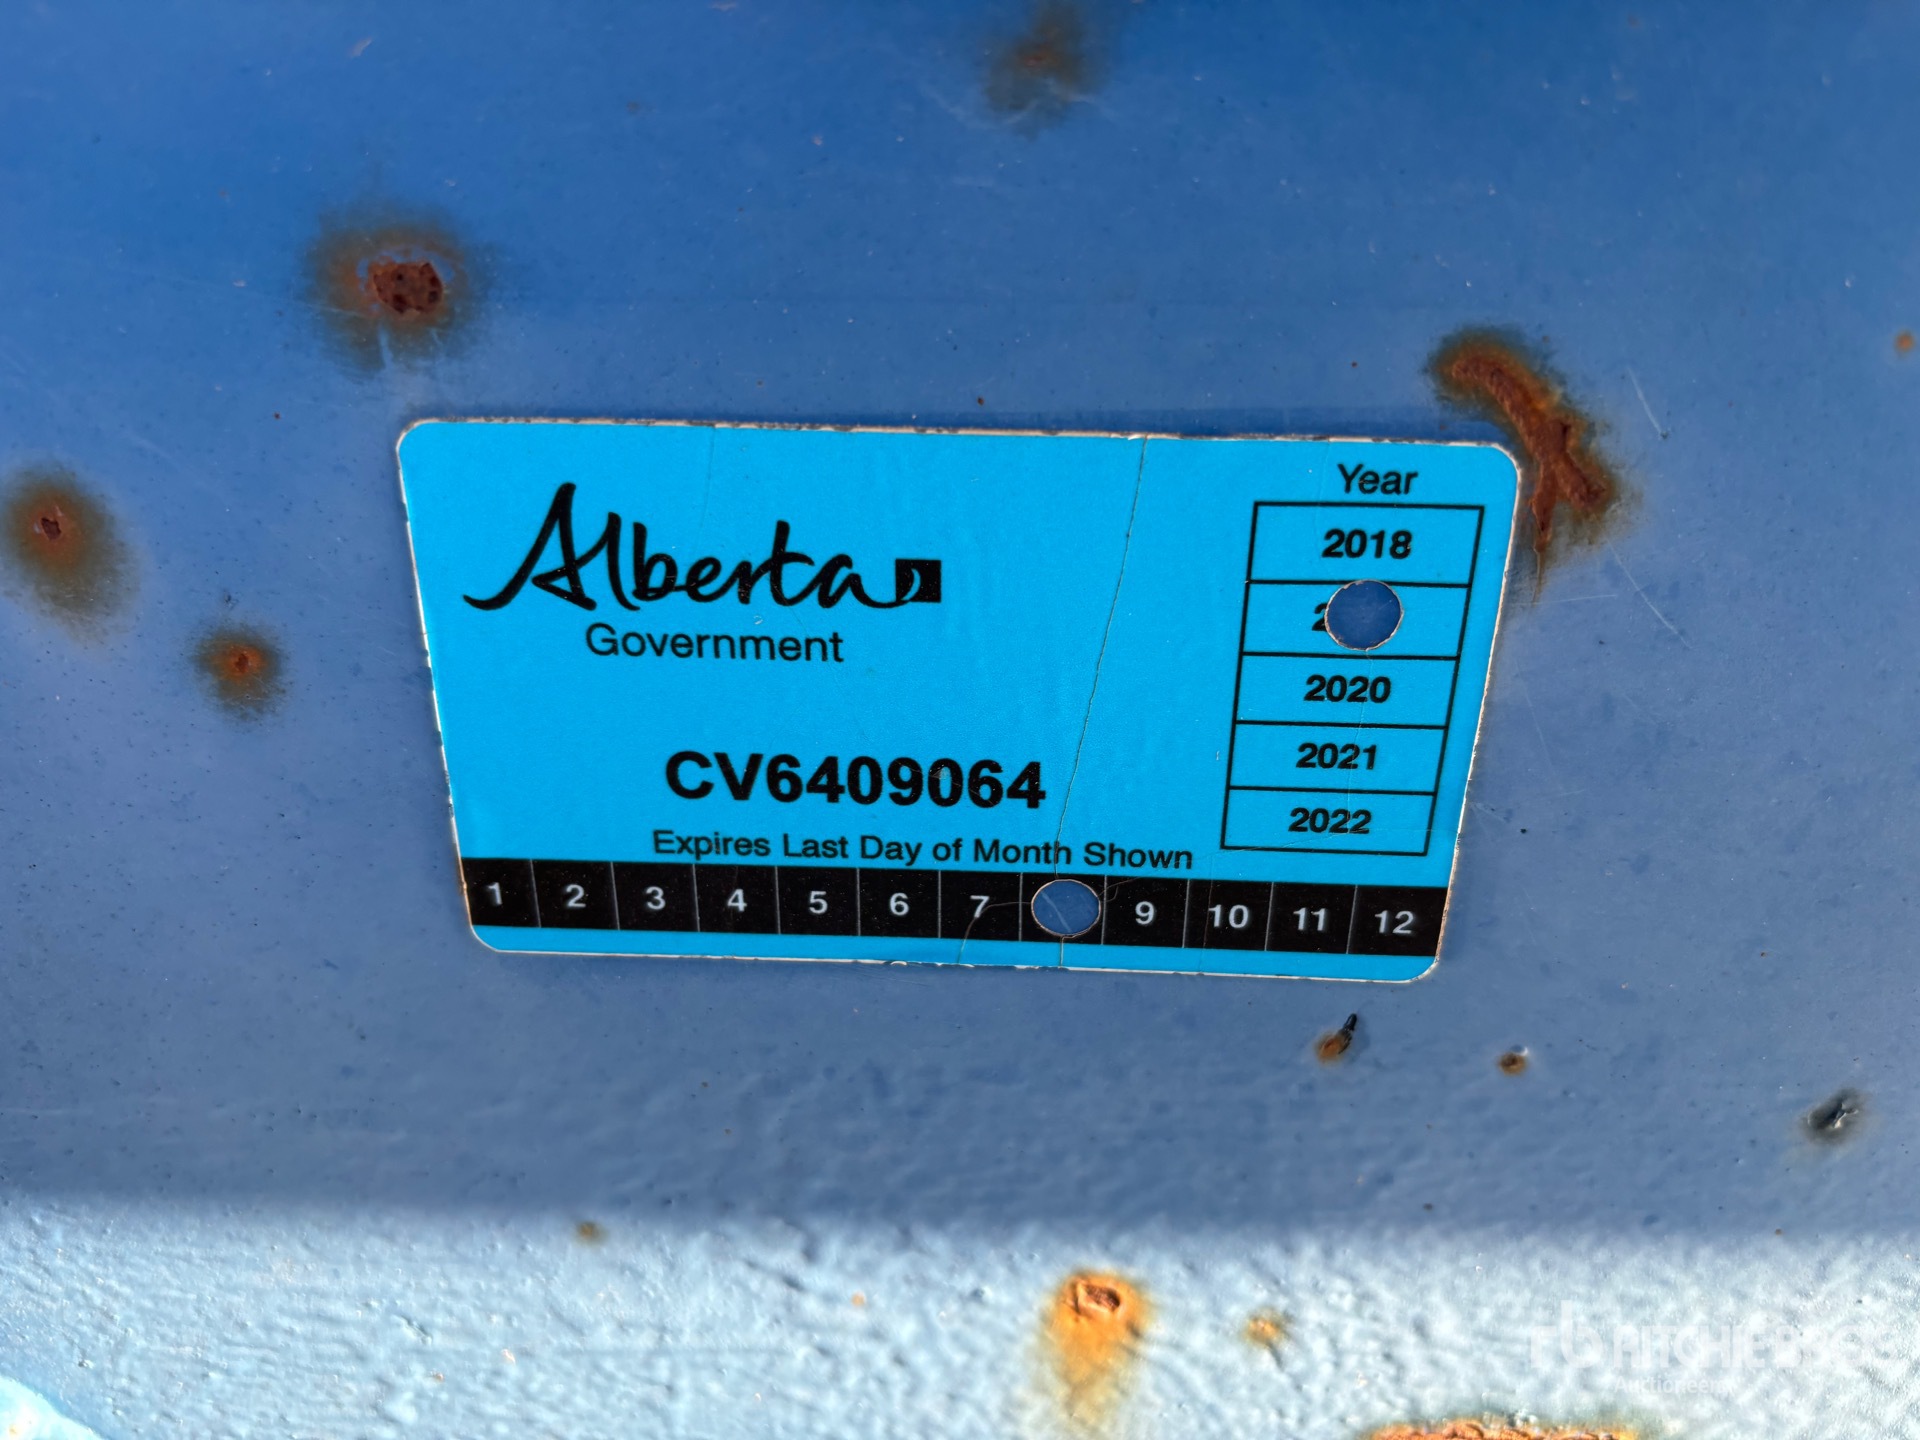 Alberta
Government
CV6409064
Expires Last Day of Month Shown
1 2 3 4 5 6 7 9 10 11 12
Year
2018
2020
2021
2022
Auctioneers